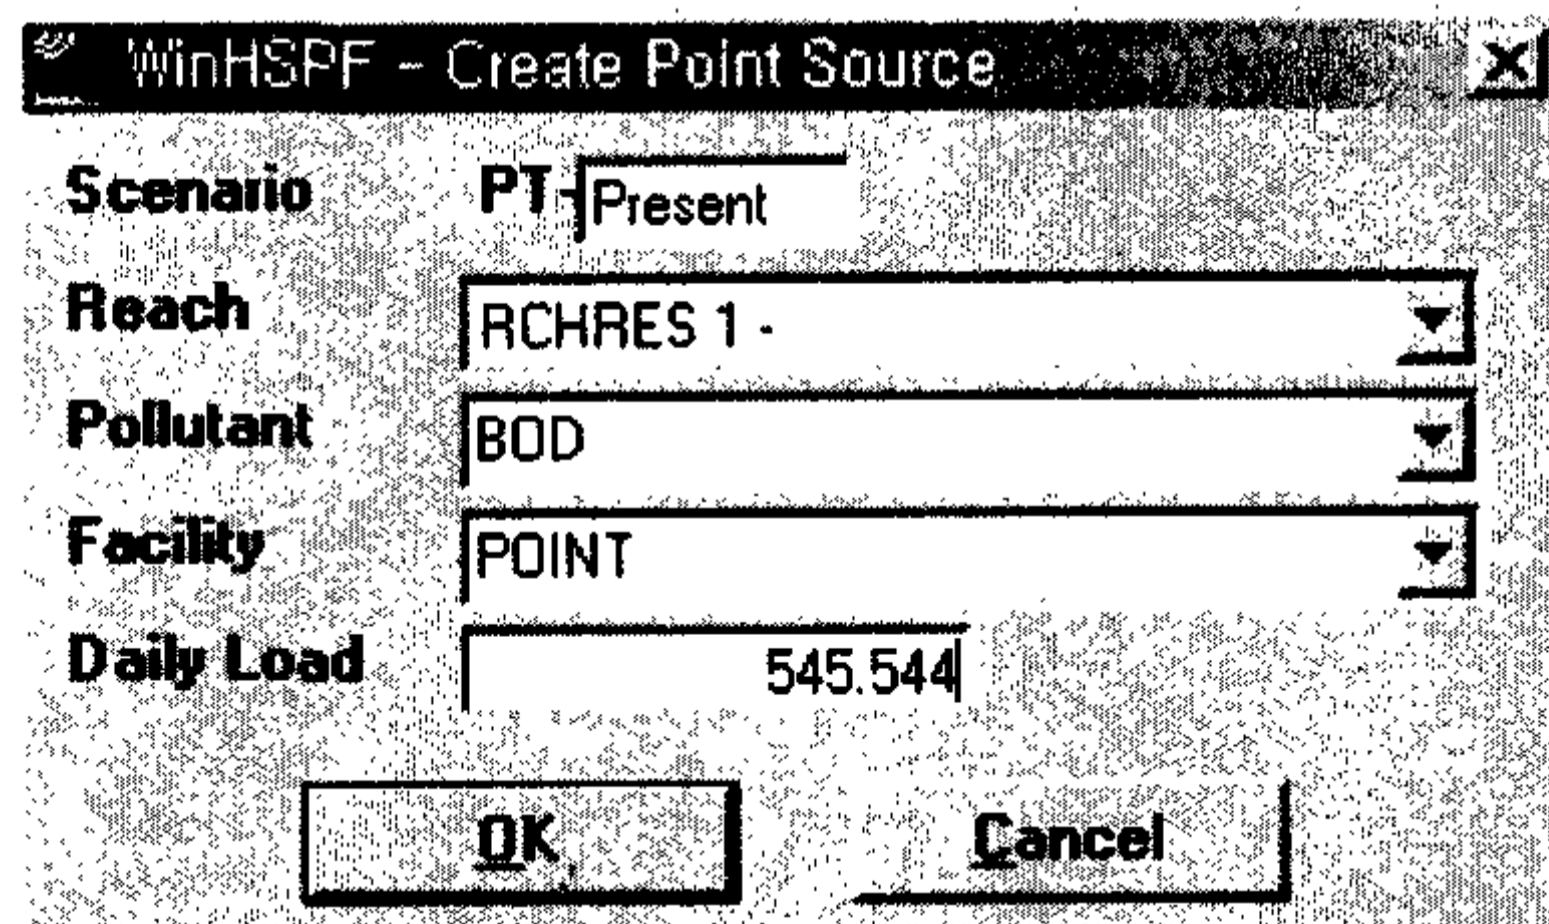 WinHSPF - Create Point Source
Scenario PT- Present
Reach RCHRES 1 -
Pollutant BOD
Facility POINT
Daily Load 545.544
OK Cancel